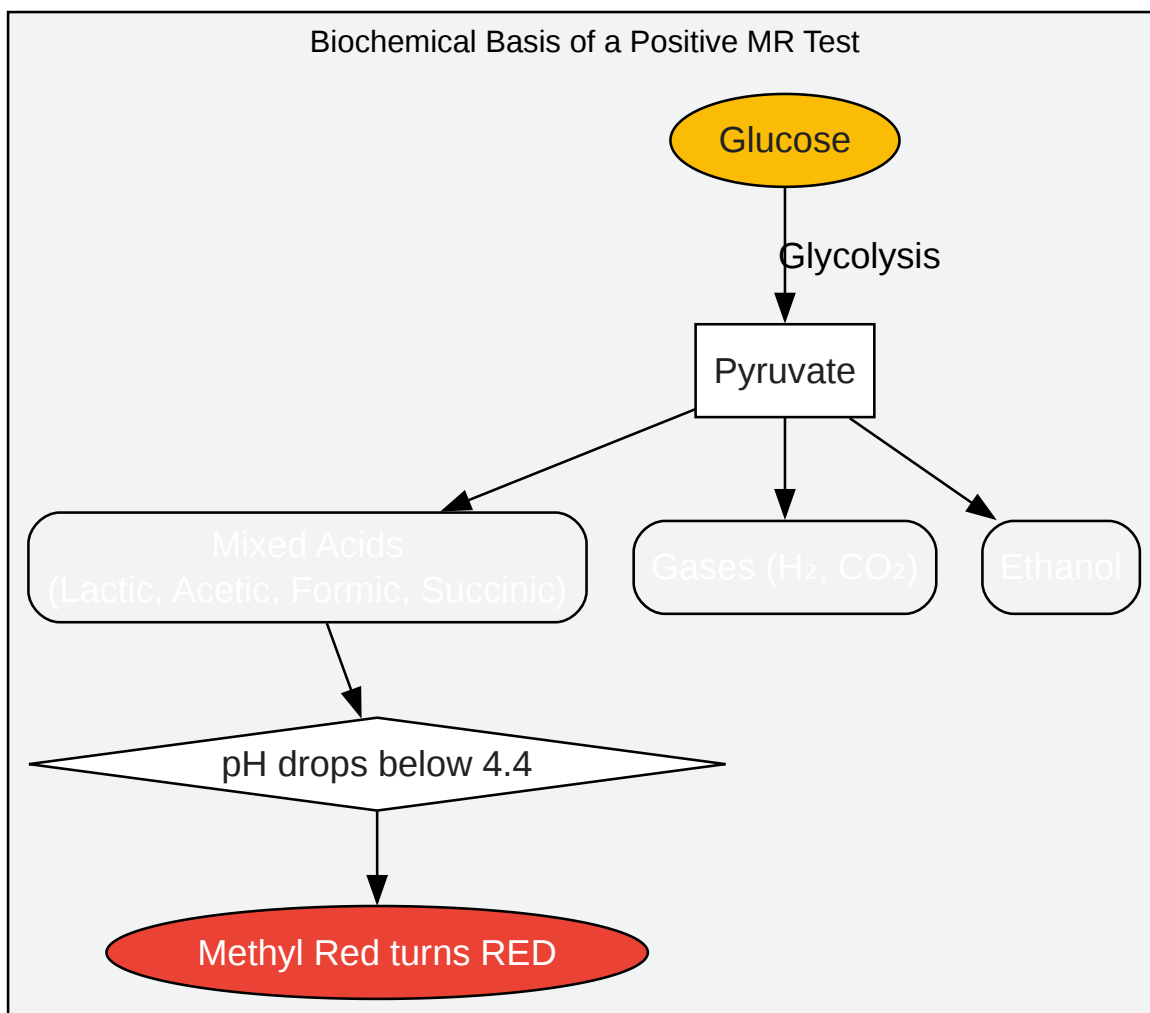 Biochemical Basis of a Positive MR Test
Glucose
Glycolysis
Pyruvate
Mixed Acids
(Lactic, Acetic, Formic, Succinic)
Gases (H₂, CO₂)
Ethanol
pH drops below 4.4
Methyl Red turns RED